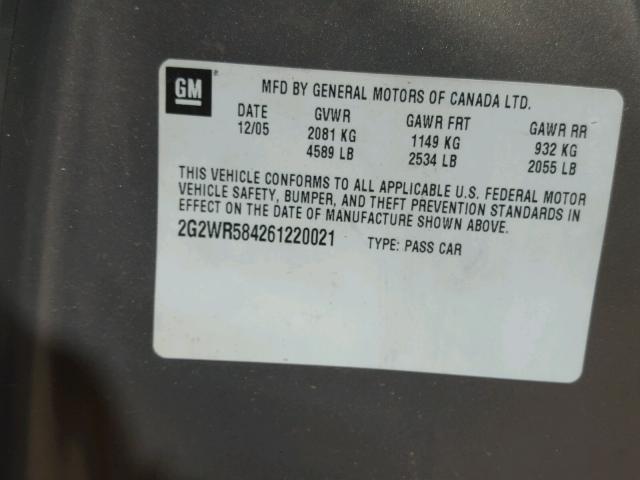 GM
MFD BY GENERAL MOTORS OF CANADA LTD.
DATE GVWR GAWR FRT GAWR RR
12/05 2081 KG 1149 KG 932 KG
4589 LB 2534 LB 2055 LB
THIS VEHICLE CONFORMS TO ALL APPLICABLE U.S. FEDERAL MOTOR
VEHICLE SAFETY, BUMPER, AND THEFT PREVENTION STANDARDS IN
EFFECT ON THE DATE OF MANUFACTURE SHOWN ABOVE.
2G2WR584261220021 TYPE: PASS CAR